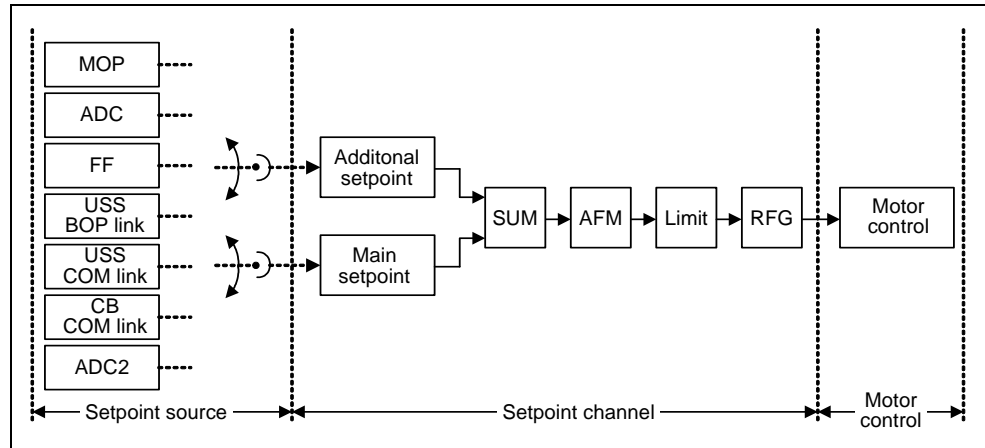 MOP
ADC
FF
USS
BOP link
USS
COM link
CB
COM link
ADC2
Additonal
setpoint
Main
setpoint
SUM
AFM
Limit
RFG
Motor
control
Setpoint source
Setpoint channel
Motor
control